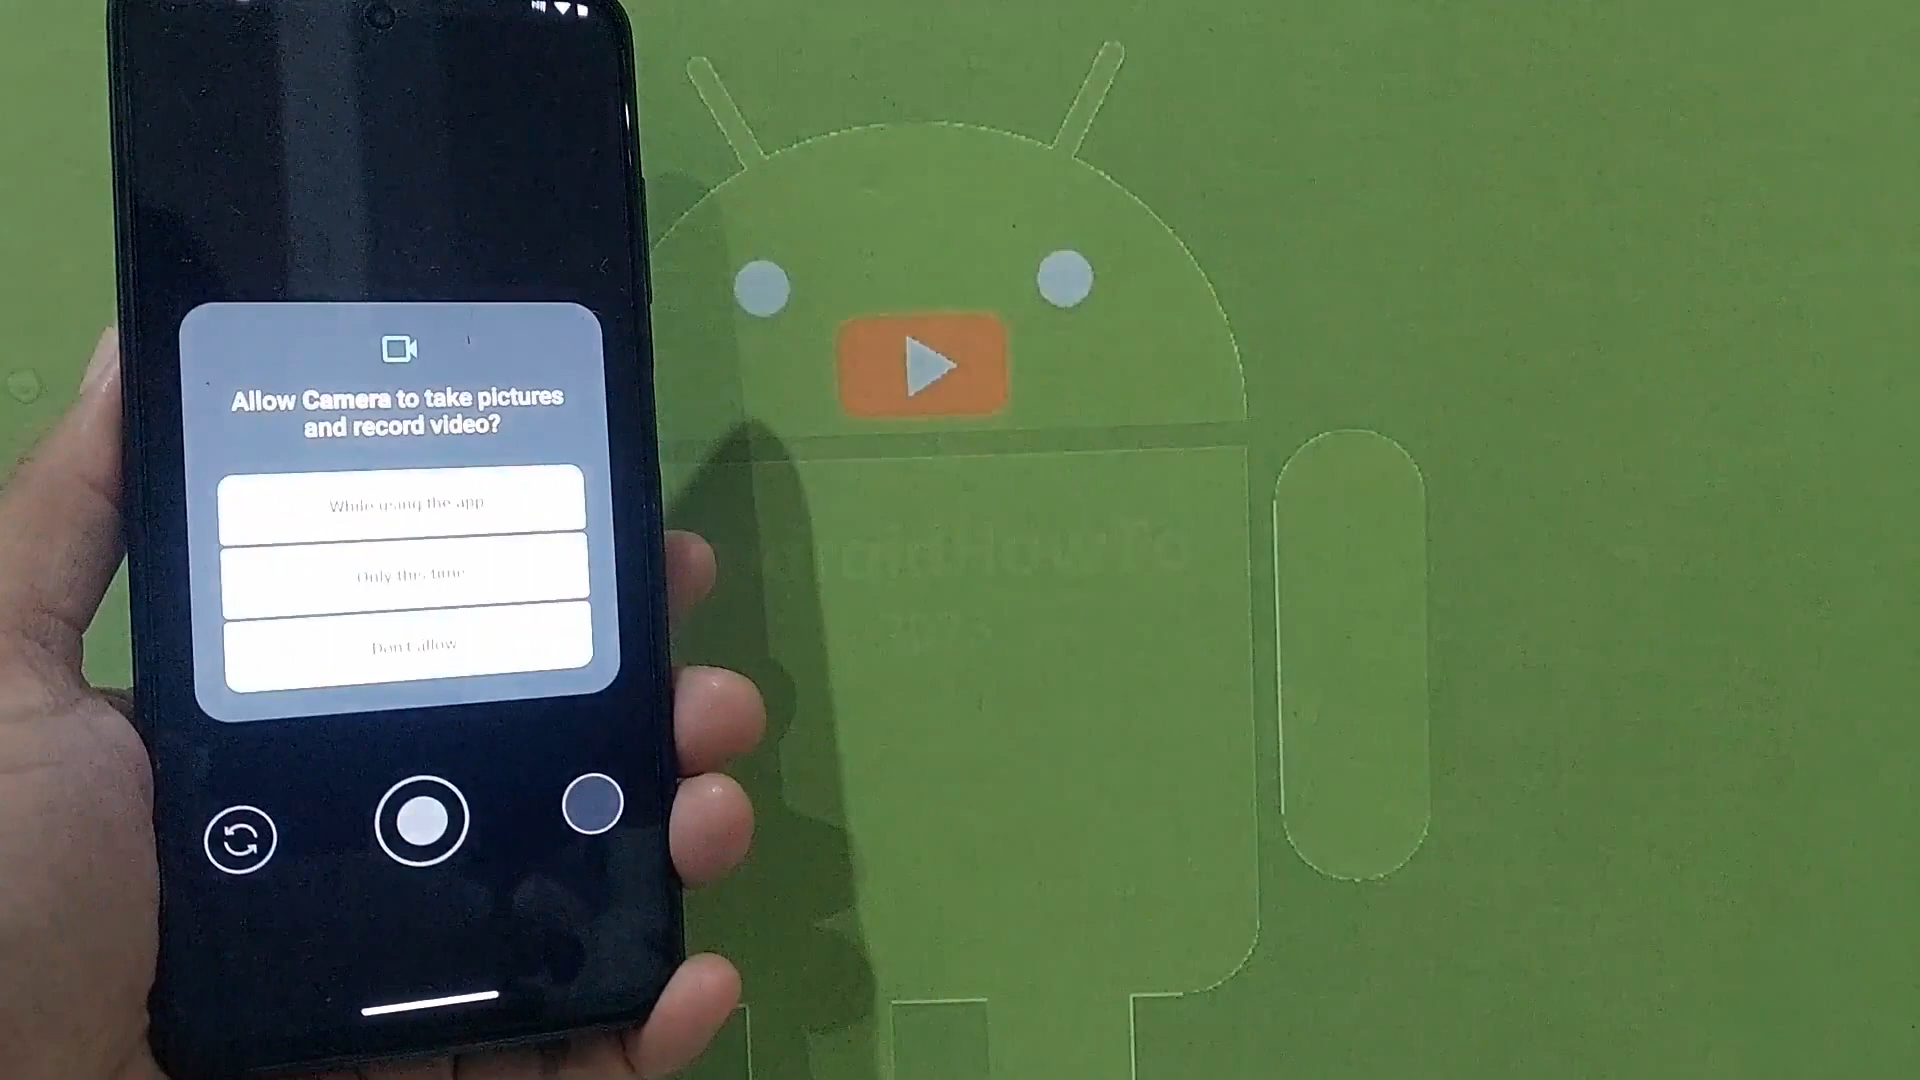 Allow Camera to take pictures
and record video?
While using the app
Only this time
Don't allow